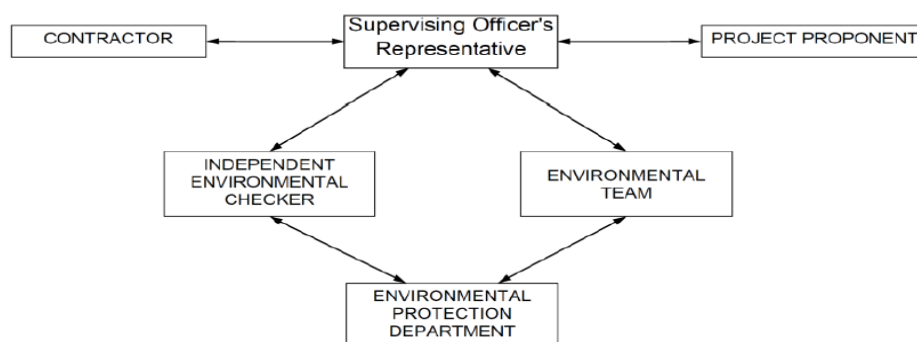 CONTRACTOR
Supervising Officer's
Representative
PROJECT PROPONENT
INDEPENDENT
ENVIRONMENTAL
CHECKER
ENVIRONMENTAL
TEAM
ENVIRONMENTAL
PROTECTION
DEPARTMENT